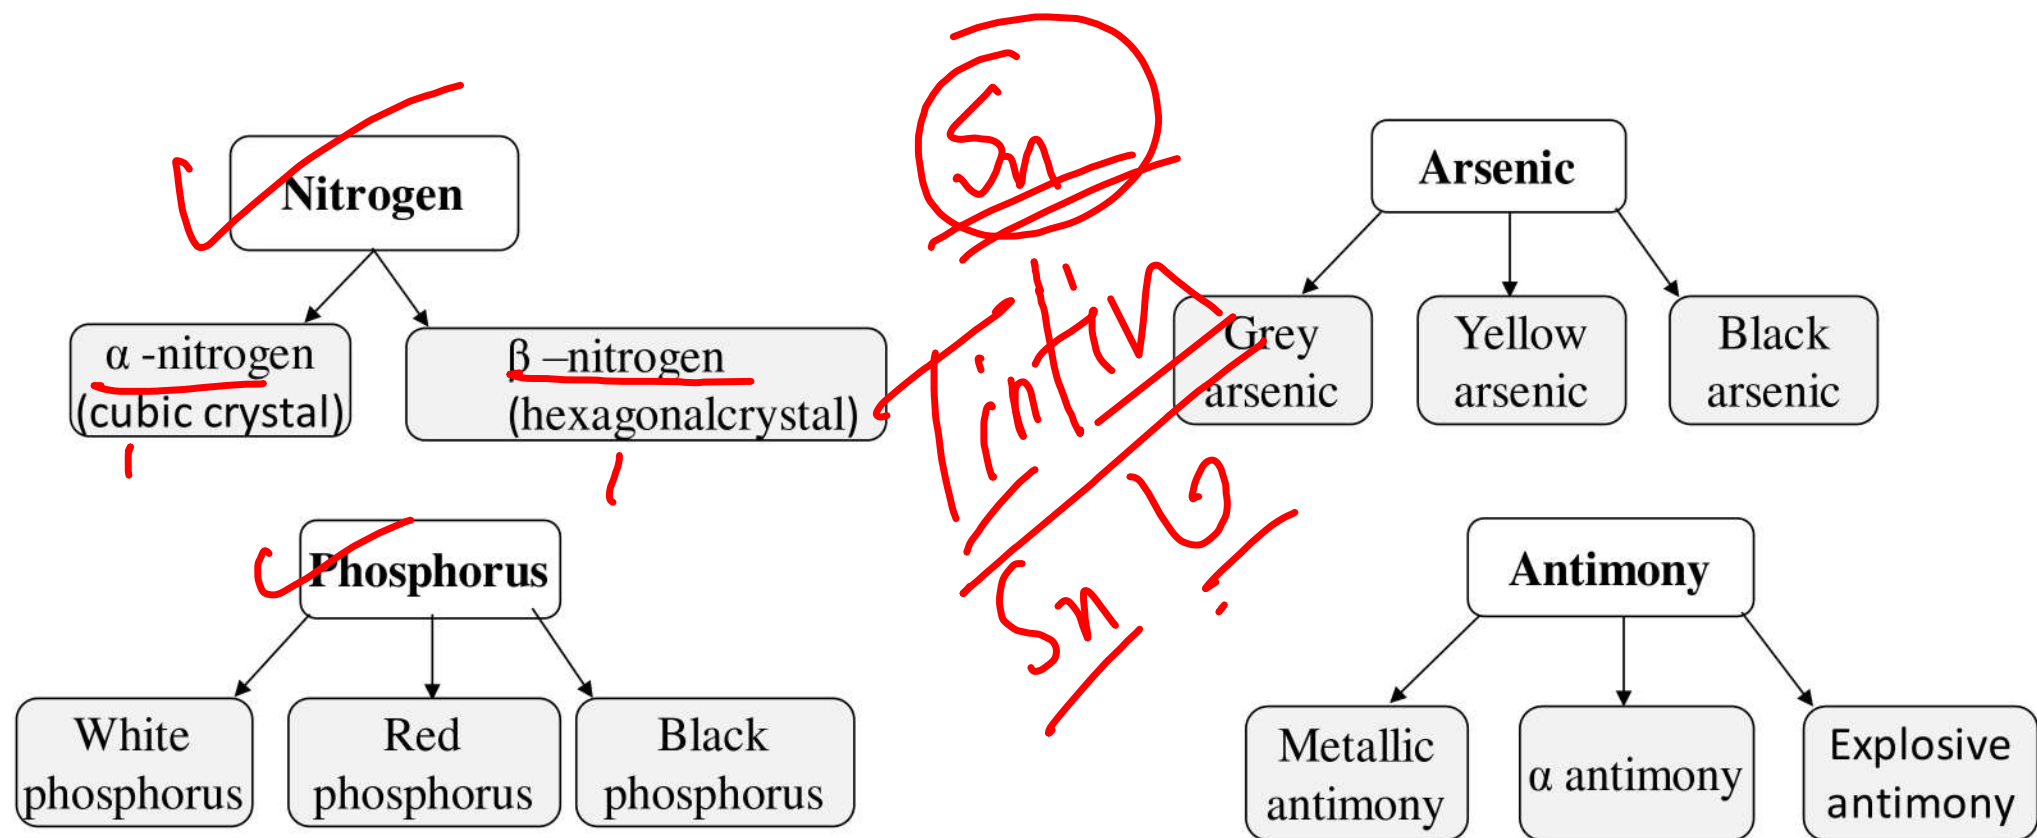 Nitrogen
α -nitrogen
(cubic crystal)
β –nitrogen
(hexagonalcrystal)
Sn
Arsenic
Grey
arsenic
Yellow
arsenic
Black
arsenic
Sn
Phosphorus
White
phosphorus
Red
phosphorus
Black
phosphorus
Antimony
Metallic
antimony
α antimony
Explosive
antimony